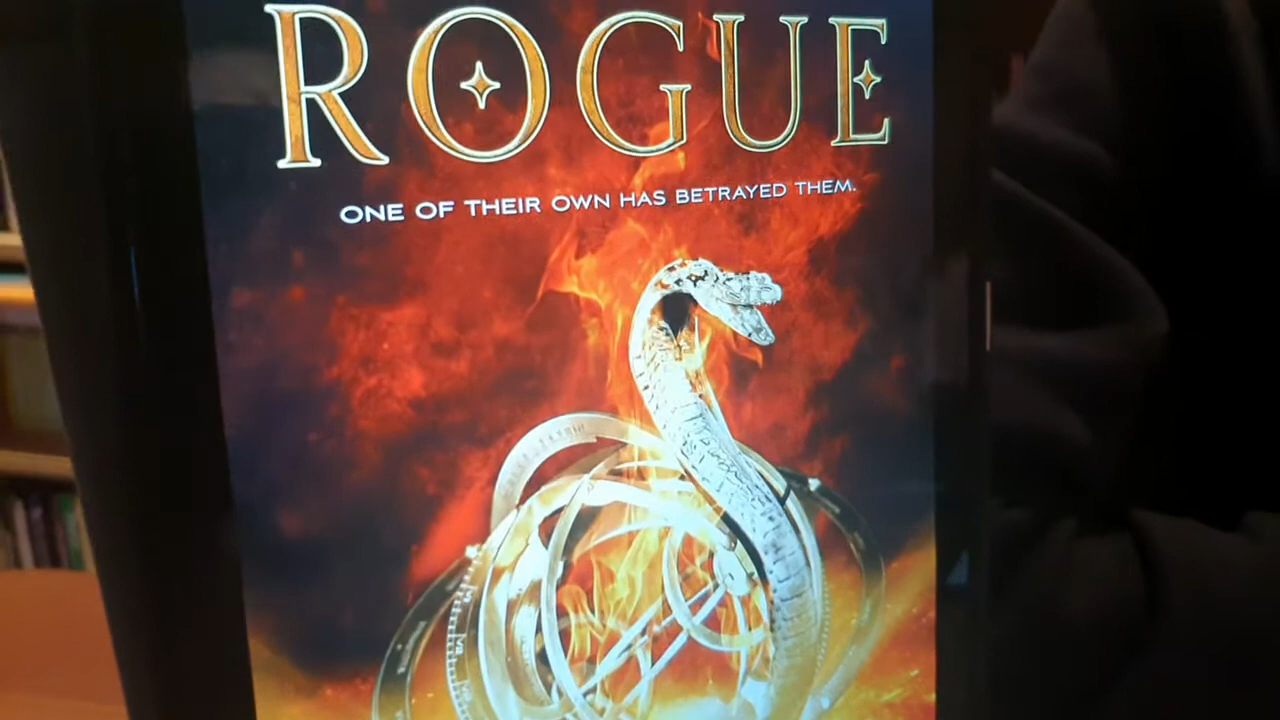 ROGUE
ONE OF THEIR OWN HAS BETRAYED THEM.